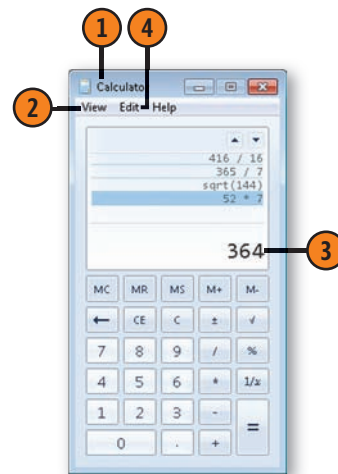 1 4
Calculator
2
View Edit Help
416 / 16
365 / 7
sqrt(144)
52 * 7
364 3
MC MR MS M+ M-
← CE C ± √
7 8 9 / %
4 5 6 * 1/x
1 2 3 - =
0 . +